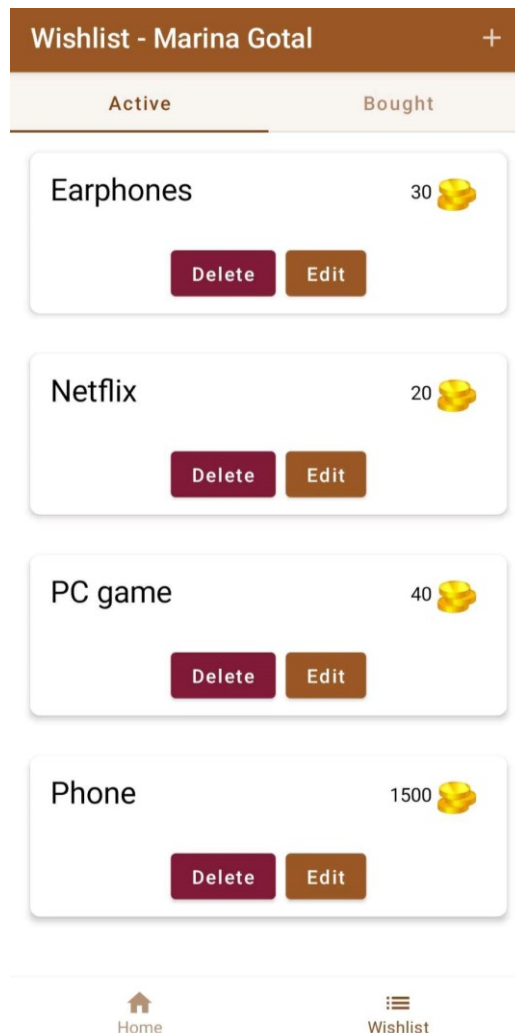 Wishlist - Marina Gotal +
Active Bought
Earphones 30
Delete Edit
Netflix 20
Delete Edit
PC game 40
Delete Edit
Phone 1500
Delete Edit
Home Wishlist